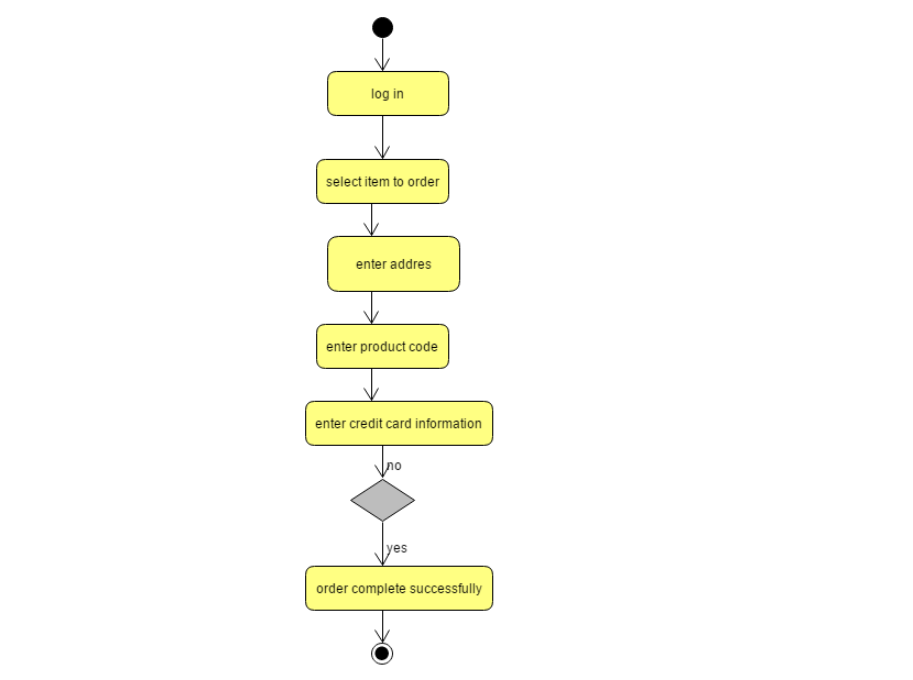 log in
select item to order
enter addres
enter product code
enter credit card information
no
yes
order complete successfully